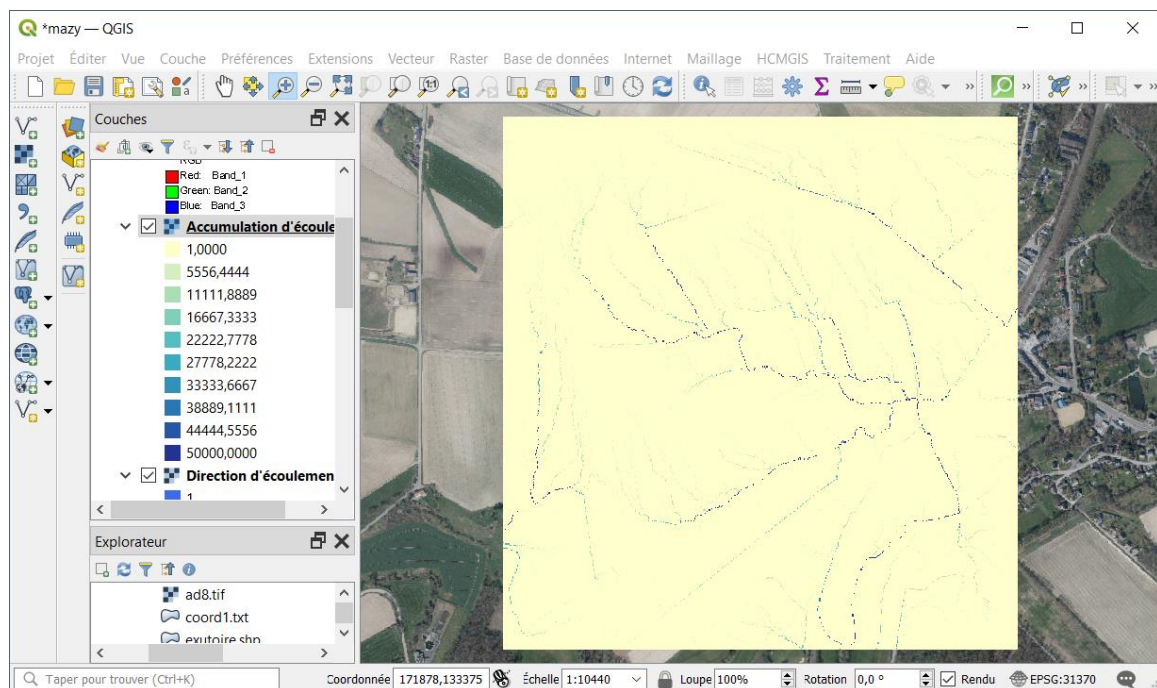 *mazy — QGIS
Projet Éditer Vue Couche Préférences Extensions Vecteur Raster Base de données Internet Maillage HCMGIS Traitement Aide
Couches
RGB
Red: Band_1
Green: Band_2
Blue: Band_3
Accumulation d'écoule
1,0000
5556,4444
11111,8889
16667,3333
22222,7778
27778,2222
33333,6667
38889,1111
44444,5556
50000,0000
Direction d'écoulemen
1
Explorateur
ad8.tif
coord1.txt
exutoire.shp
Taper pour trouver (Ctrl+K) Coordonnée 171878,133375 Échelle 1:10440 Loupe 100% Rotation 0,0 ° Rendu EPSG:31370